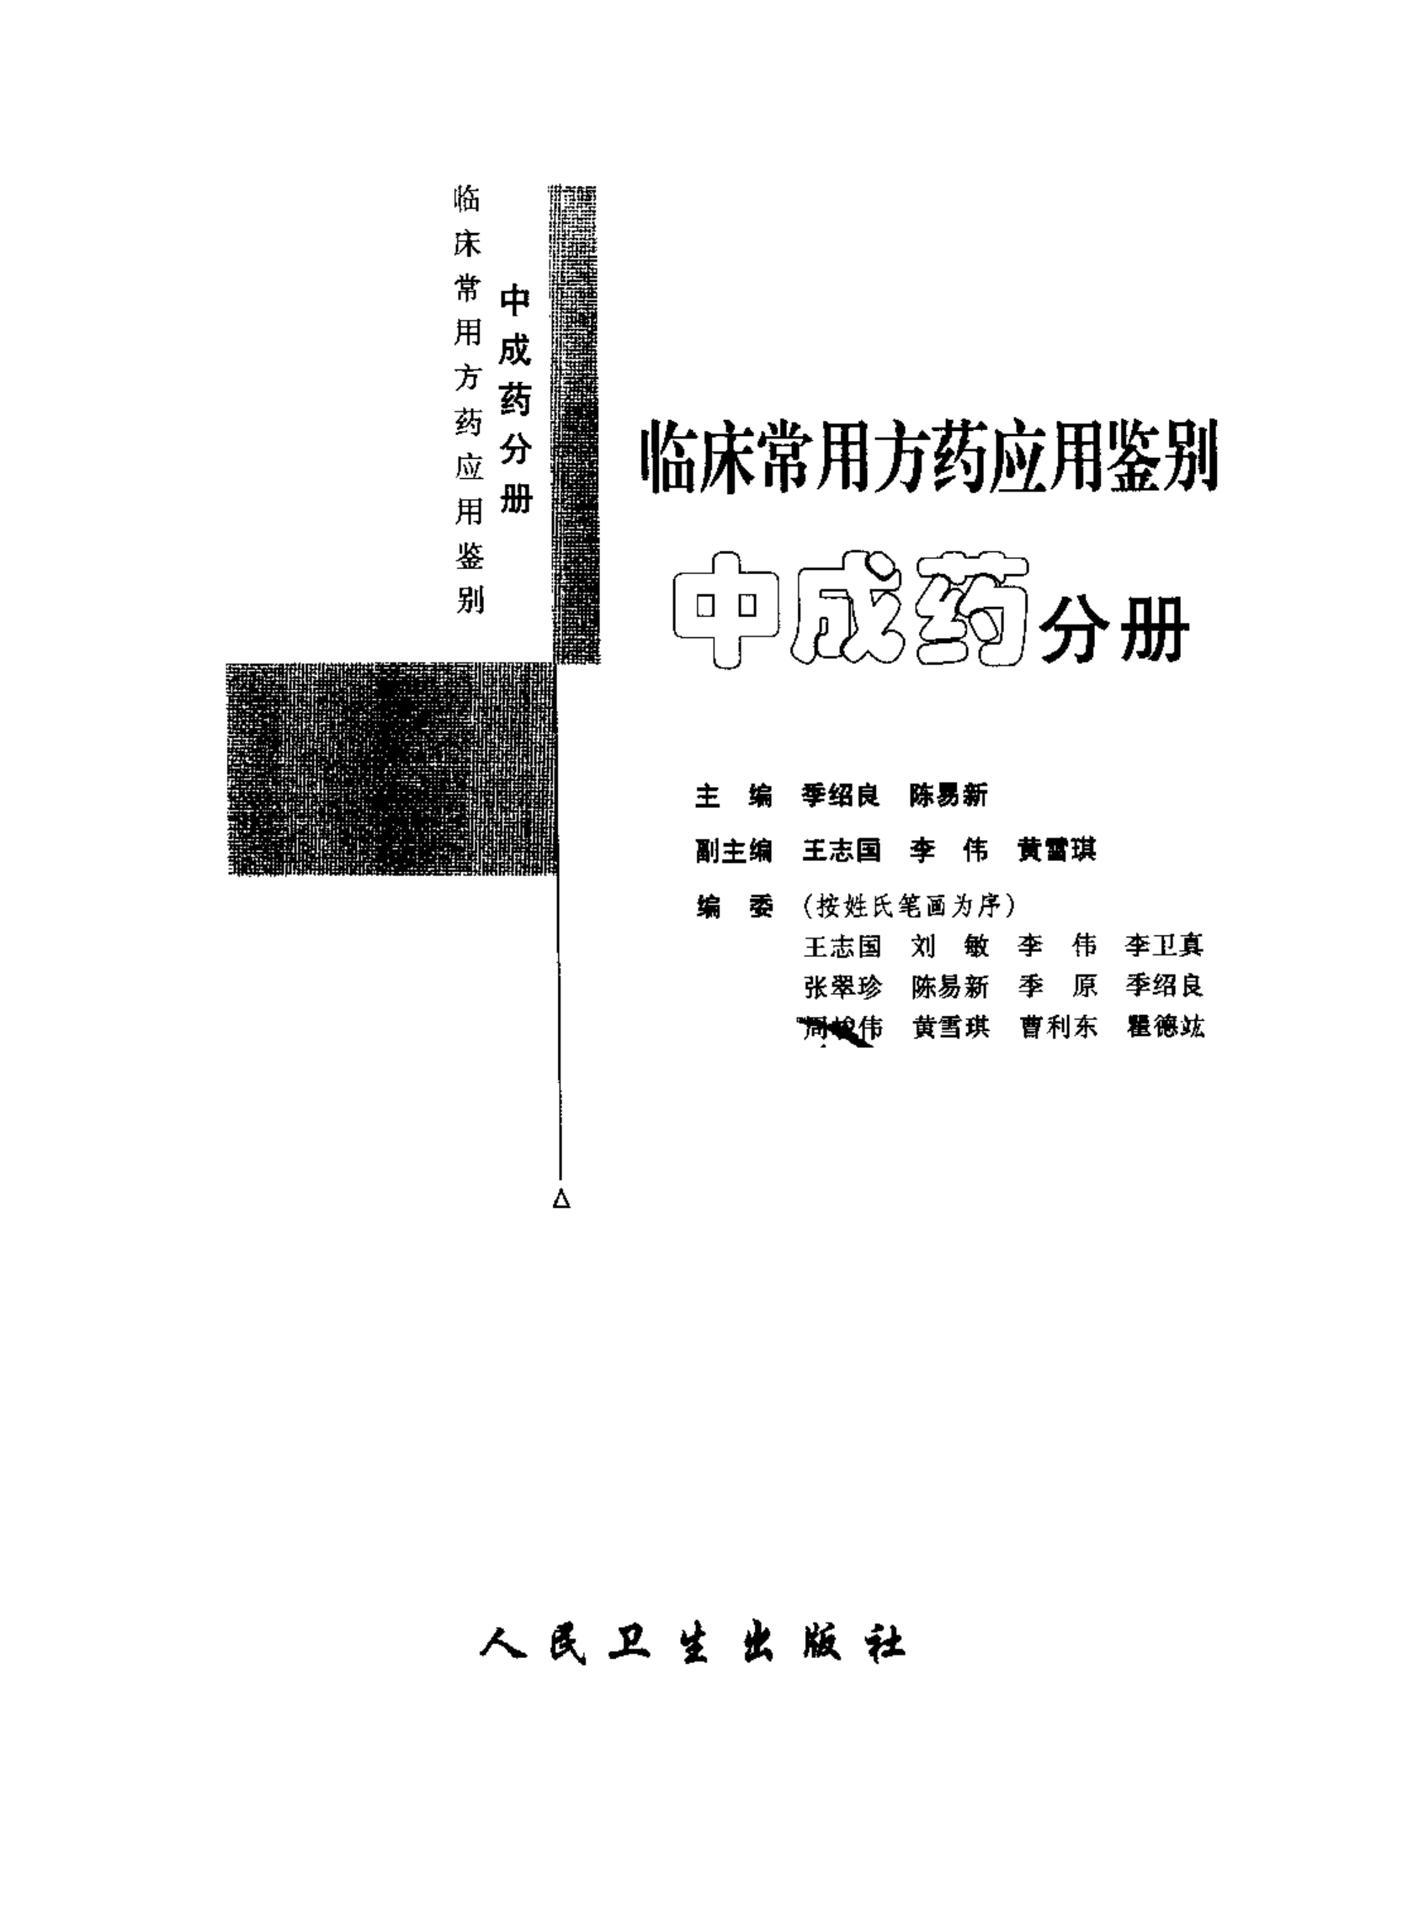 临床常用方药应用鉴别
中成药分册
临床常用方药应用鉴别
中成药分册
主 编 季绍良 陈易新
副主编 王志国 李 伟 黄雪琪
编 委 (按姓氏笔画为序)
王志国 刘 敏 李 伟 李卫真
张翠珍 陈易新 季 原 季绍良
黄雪琪 曹利东 瞿德竑
人民卫生出版社